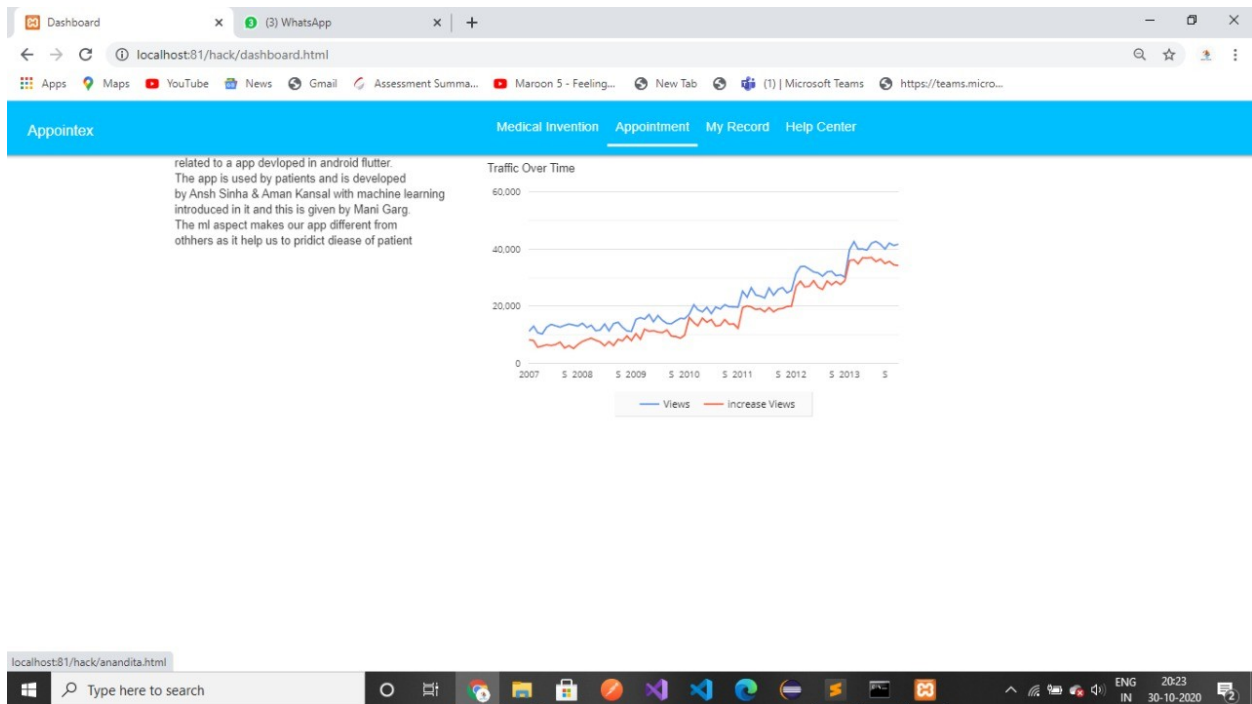 Dashboard
(3) WhatsApp
localhost:81/hack/dashboard.html
Apps Maps YouTube News Gmail Assessment Summa... Maroon 5 - Feeling... New Tab (1) | Microsoft Teams https://teams.micro...
Appointex Medical Invention Appointment My Record Help Center
related to a app devloped in android flutter.
The app is used by patients and is developed
by Ansh Sinha & Aman Kansal with machine learning
introduced in it and this is given by Mani Garg.
The ml aspect makes our app different from
othhers as it help us to pridict diease of patient
Traffic Over Time
60,000
40,000
20,000
0
2007 S 2008 S 2009 S 2010 S 2011 S 2012 S 2013 S
Views increase Views
localhost:81/hack/anandita.html
Type here to search
ENG
IN
20:23
30-10-2020
2